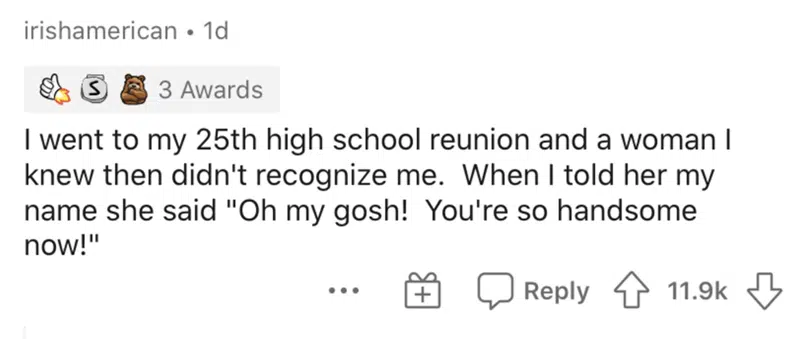 irishamerican • 1d
S 3 Awards
I went to my 25th high school reunion and a woman I
knew then didn't recognize me.  When I told her my
name she said "Oh my gosh!  You're so handsome
now!"
••• Reply 11.9k